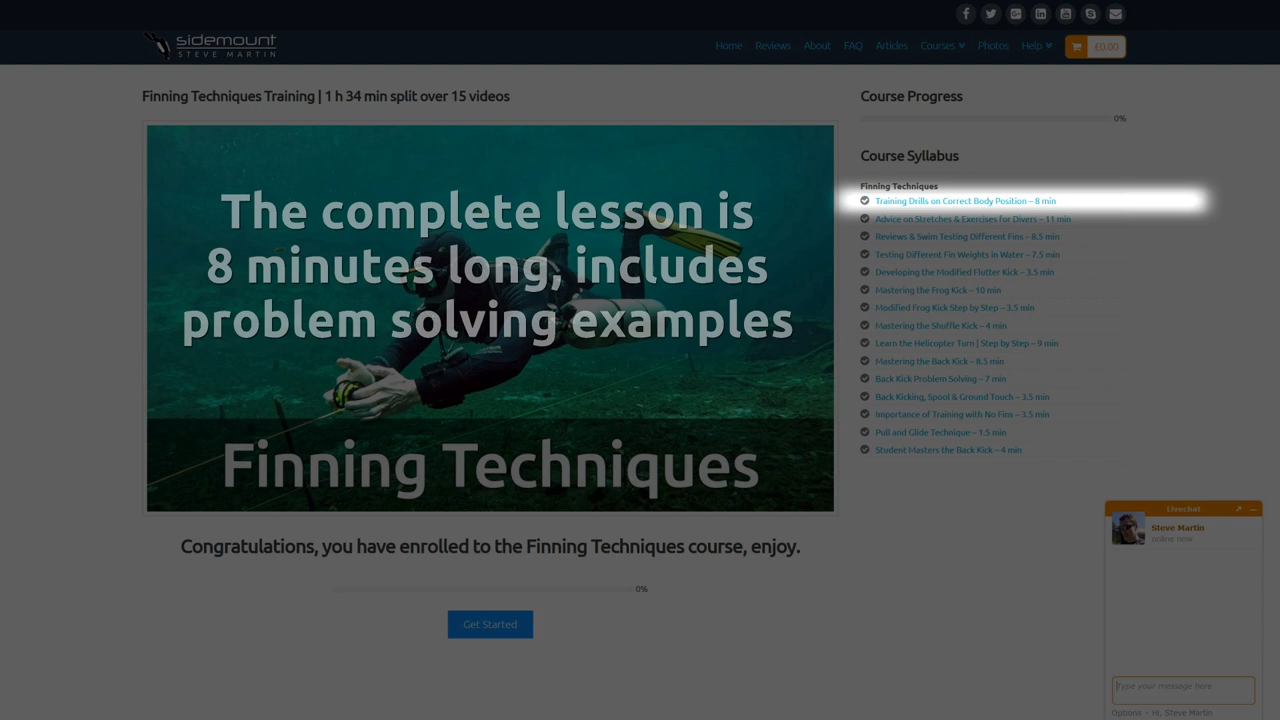 sidemount
STEVE MARTIN
Home Reviews About FAQ Articles Courses Photos Help £0.00
Finning Techniques Training | 1 h 34 min split over 15 videos
The complete lesson is
8 minutes long, includes
problem solving examples
Finning Techniques
Congratulations, you have enrolled to the Finning Techniques course, enjoy.
0%
Get Started
Course Progress
0%
Course Syllabus
Finning Techniques
Training Drills on Correct Body Position – 8 min
Advice on Stretches & Exercises for Divers – 11 min
Reviews & Swim Testing Different Fins – 8.5 min
Testing Different Fin Weights in Water – 7.5 min
Developing the Modified Flutter Kick – 3.5 min
Mastering the Frog Kick – 10 min
Modified Frog Kick Step by Step – 3.5 min
Mastering the Shuffle Kick – 4 min
Learn the Helicopter Turn | Step by Step – 9 min
Mastering the Back Kick – 8.5 min
Back Kick Problem Solving – 7 min
Back Kicking, Spool & Ground Touch – 3.5 min
Importance of Training with No Fins – 3.5 min
Pull and Glide Technique – 1.5 min
Student Masters the Back Kick – 4 min
Livechat
Steve Martin
online now
Type your message here
Options - Hi, Steve Martin